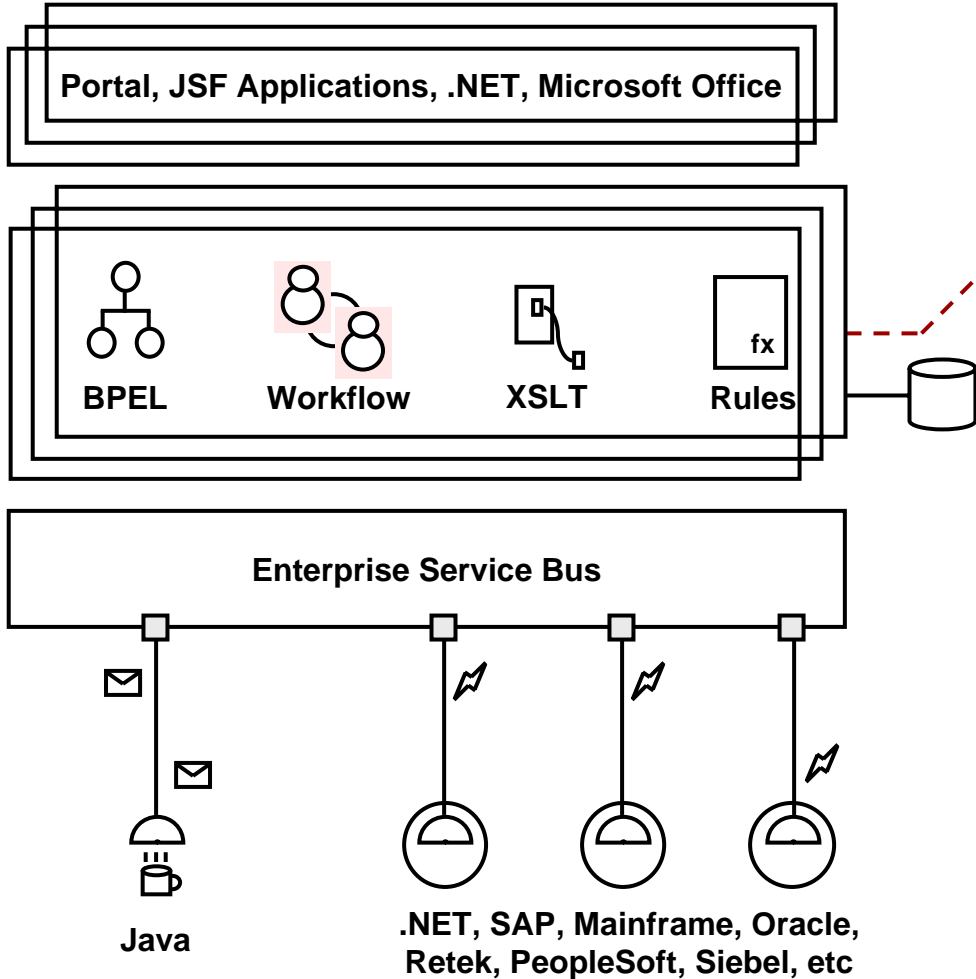 Portal, JSF Applications, .NET, Microsoft Office
fx
BPEL
Workflow
XSLT
Rules
Enterprise Service Bus
Java
.NET, SAP, Mainframe, Oracle,
Retek, PeopleSoft, Siebel, etc